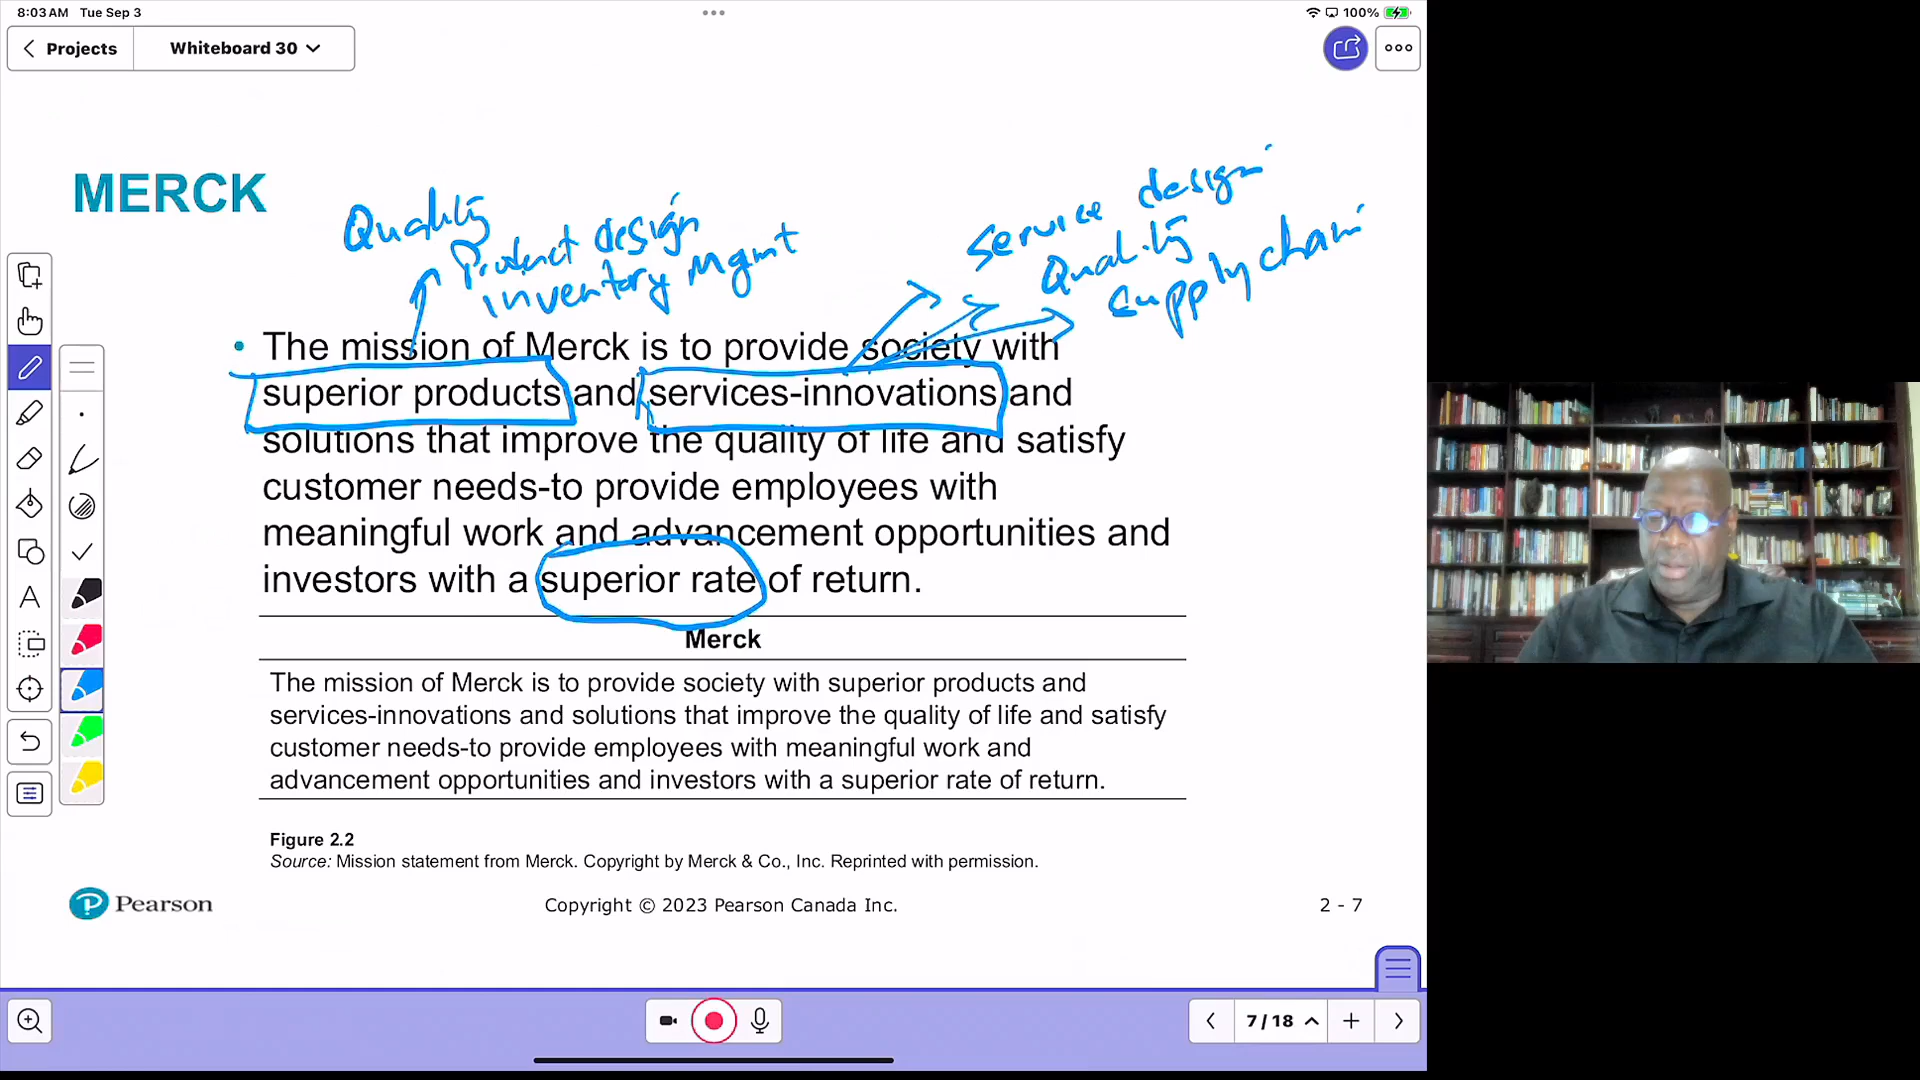 8:03 AM Tue Sep 3
100%
Projects
Whiteboard 30
MERCK
Quality
Product design
inventory Mgmt
Service design
Quality
supply chain
• The mission of Merck is to provide society with
superior products and services-innovations and
solutions that improve the quality of life and satisfy
customer needs-to provide employees with
meaningful work and advancement opportunities and
investors with a superior rate of return.
Merck
The mission of Merck is to provide society with superior products and
services-innovations and solutions that improve the quality of life and satisfy
customer needs-to provide employees with meaningful work and
advancement opportunities and investors with a superior rate of return.
Figure 2.2
Source: Mission statement from Merck. Copyright by Merck & Co., Inc. Reprinted with permission.
Pearson
Copyright © 2023 Pearson Canada Inc.
2 - 7
7 / 18